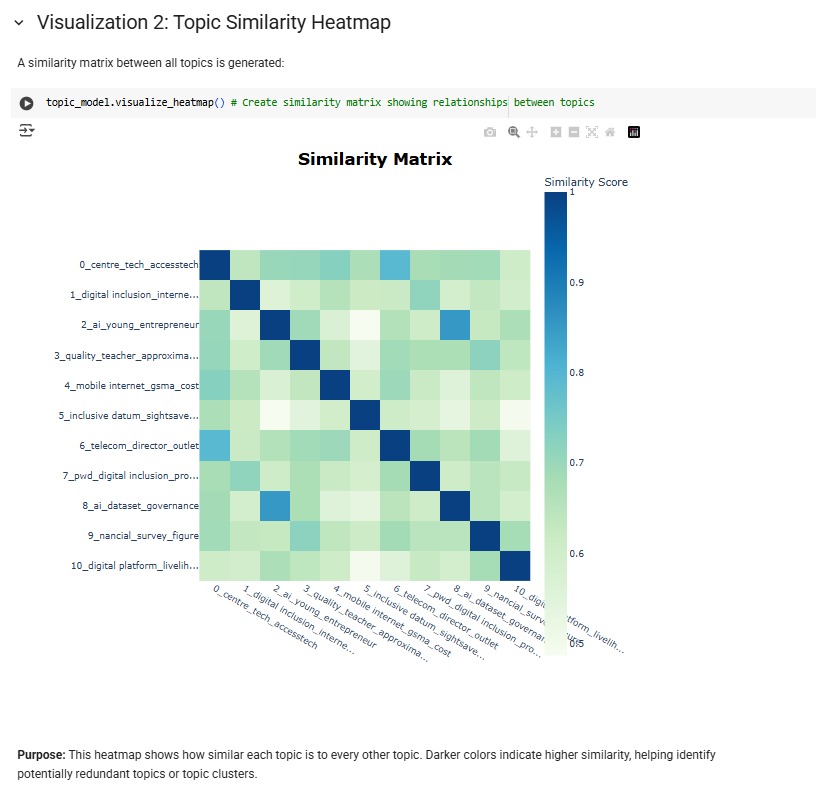 Visualization 2: Topic Similarity Heatmap
A similarity matrix between all topics is generated:
topic_model.visualize_heatmap() # Create similarity matrix showing relationships between topics
Similarity Matrix
Similarity Score
1
0.9
0.8
0.7
0.6
0.5
0_centre_tech_accesstech
1_digital inclusion_interne...
2_ai_young_entrepreneur
3_quality_teacher_approxima...
4_mobile internet_gsma_cost
5_inclusive datum_sightsave...
6_telecom_director_outlet
7_pwd_digital inclusion_pro...
8_ai_dataset_governance
9_nancial_survey_figure
10_digital platform_livelih...
0_centre_tech_accesstech
1_digital inclusion_interne...
2_ai_young_entrepreneur
3_quality_teacher_approxima...
4_mobile internet_gsma_cost
5_inclusive datum_sightsave...
6_telecom_director_outlet
7_pwd_digital inclusion_pro...
Purpose: This heatmap shows how similar each topic is to every other topic. Darker colors indicate higher similarity, helping identify
potentially redundant topics or topic clusters.